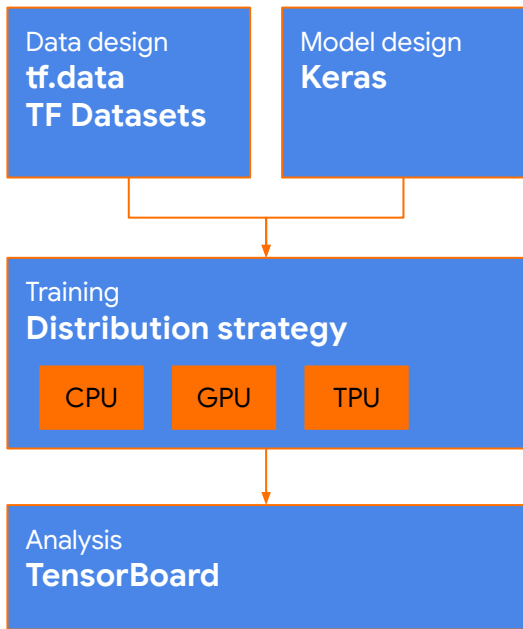 Data design
tf.data
TF Datasets
Model design
Keras
Training
Distribution strategy
CPU
GPU
TPU
Analysis
TensorBoard